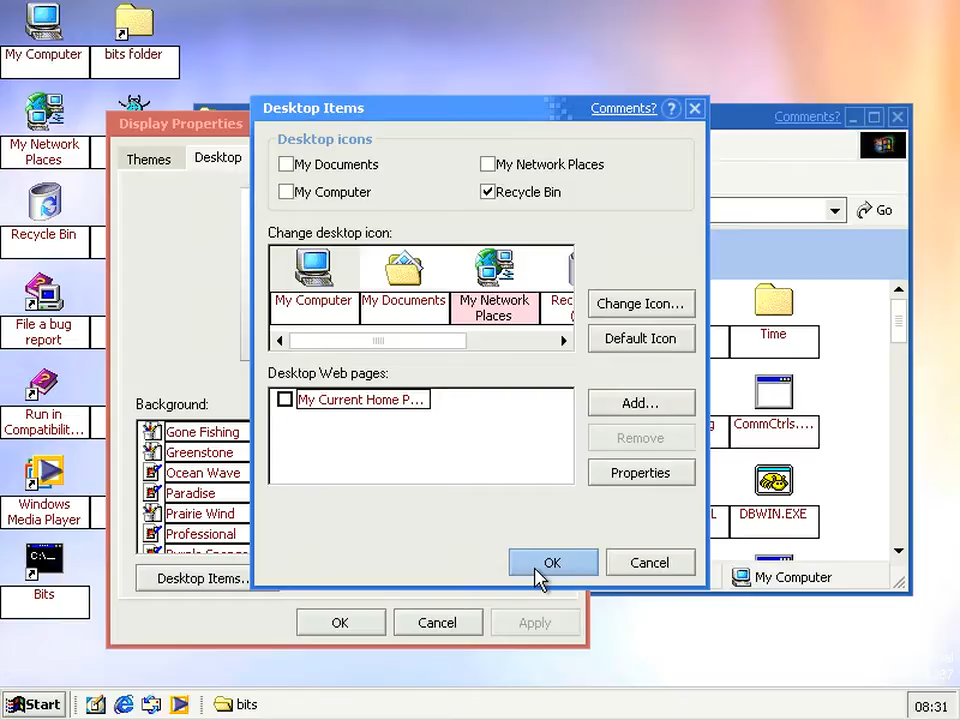 My Computer
bits folder
My Network
Places
Recycle Bin
File a bug
report
Run in
Compatibilit...
Windows
Media Player
Bits
Display Properties
Themes
Desktop
Background:
Gone Fishing
Greenstone
Ocean Wave
Paradise
Prairie Wind
Professional
Desktop Items..
OK
Cancel
Apply
Desktop Items
Comments?
Desktop icons
My Documents
My Network Places
My Computer
Recycle Bin
Change desktop icon:
My Computer
My Documents
My Network
Places
Rec
Change Icon...
Default Icon
Desktop Web pages:
My Current Home P...
Add...
Remove
Properties
OK
Cancel
Comments?
Go
Time
CommCtrls....
DBWIN.EXE
My Computer
Start
bits
08:31